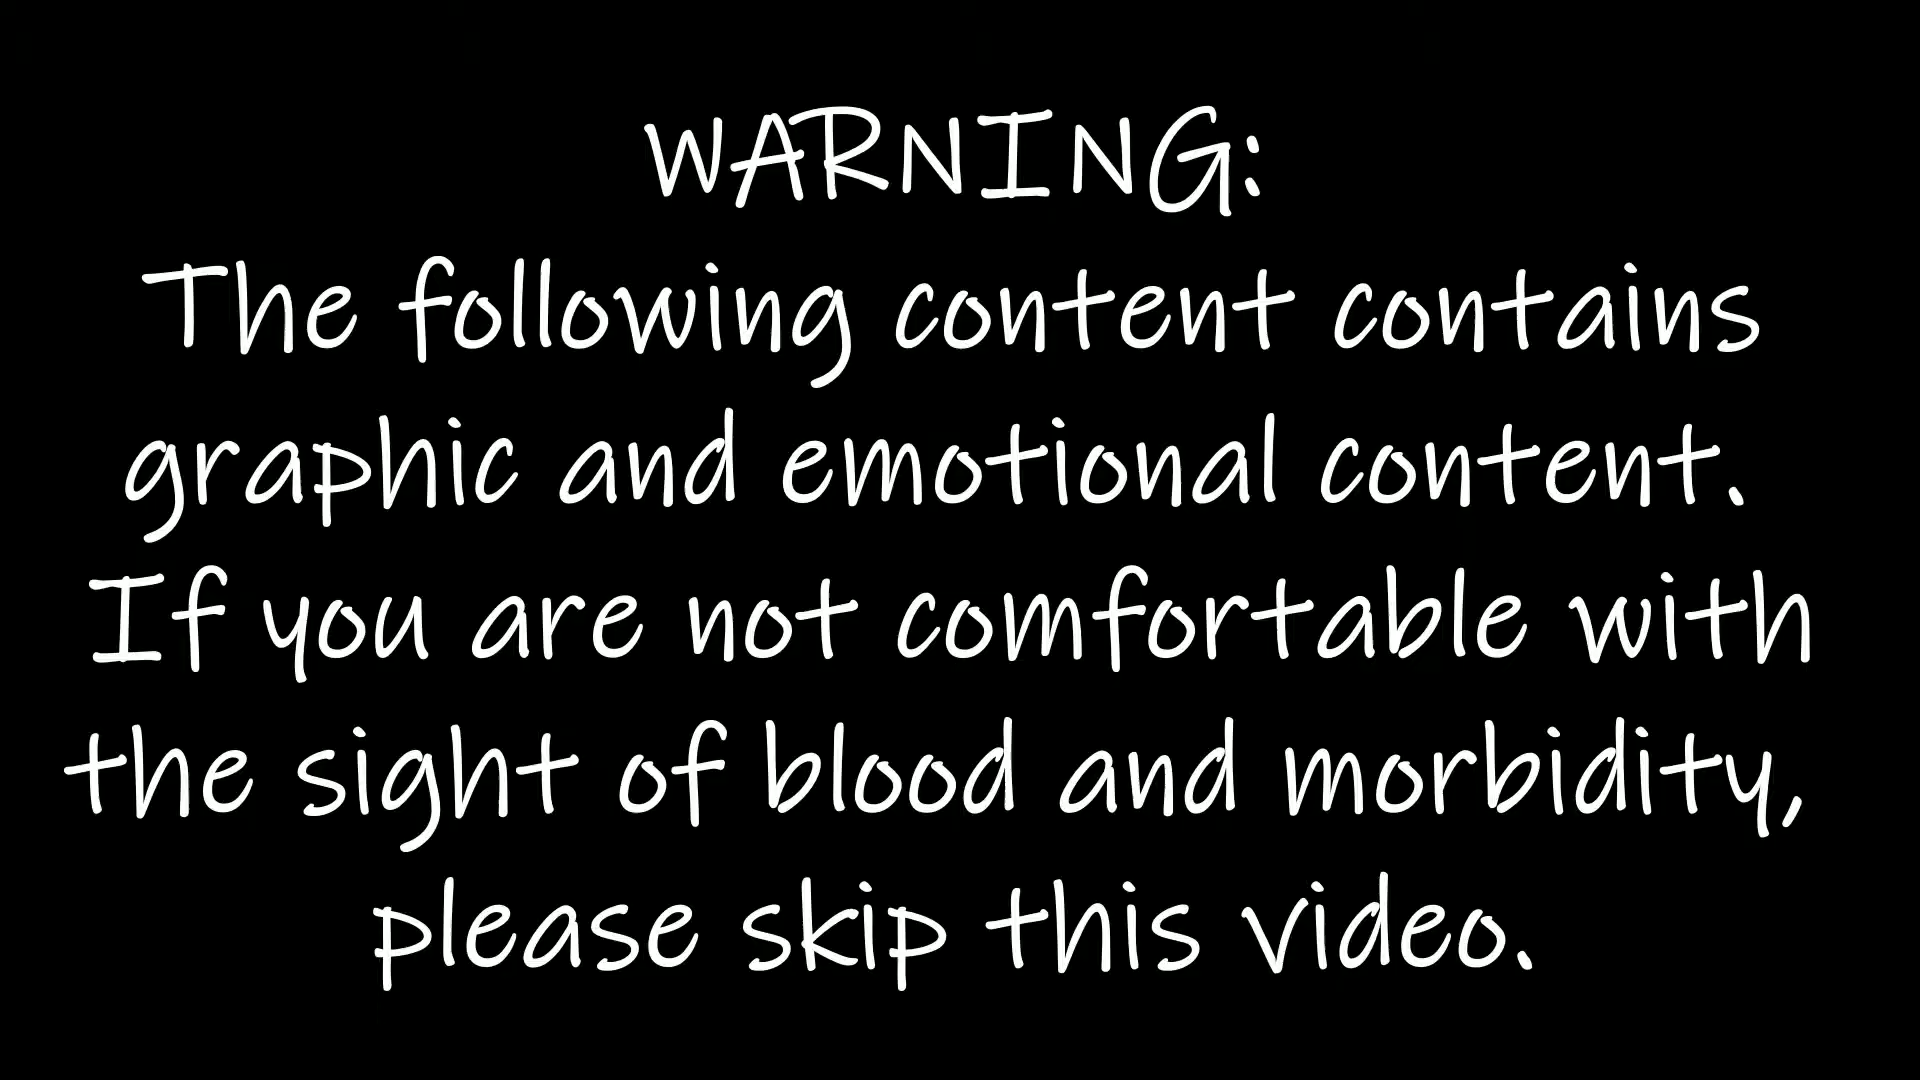 WARNING:
The following content contains
graphic and emotional content.
If you are not comfortable with
the sight of blood and morbidity,
please skip this video.